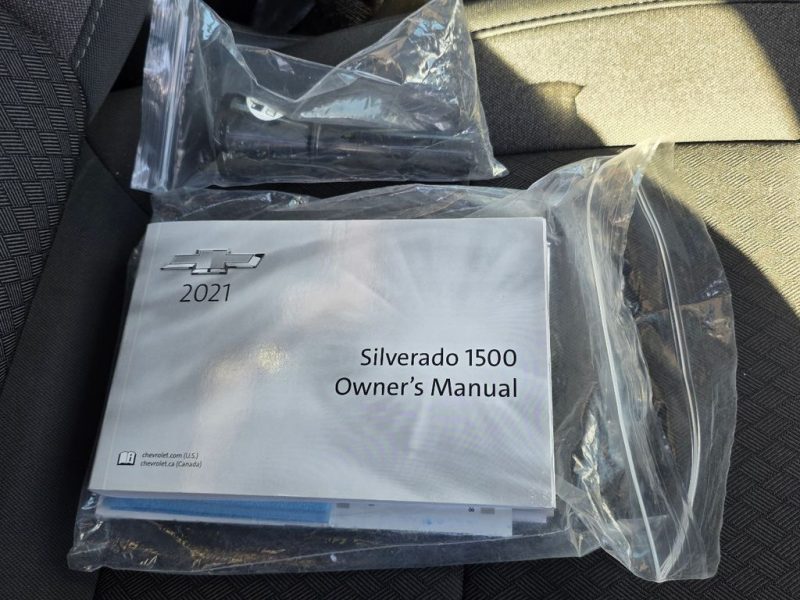 2021
Silverado 1500
Owner's Manual
chevrolet.com (U.S.)
chevrolet.ca (Canada)